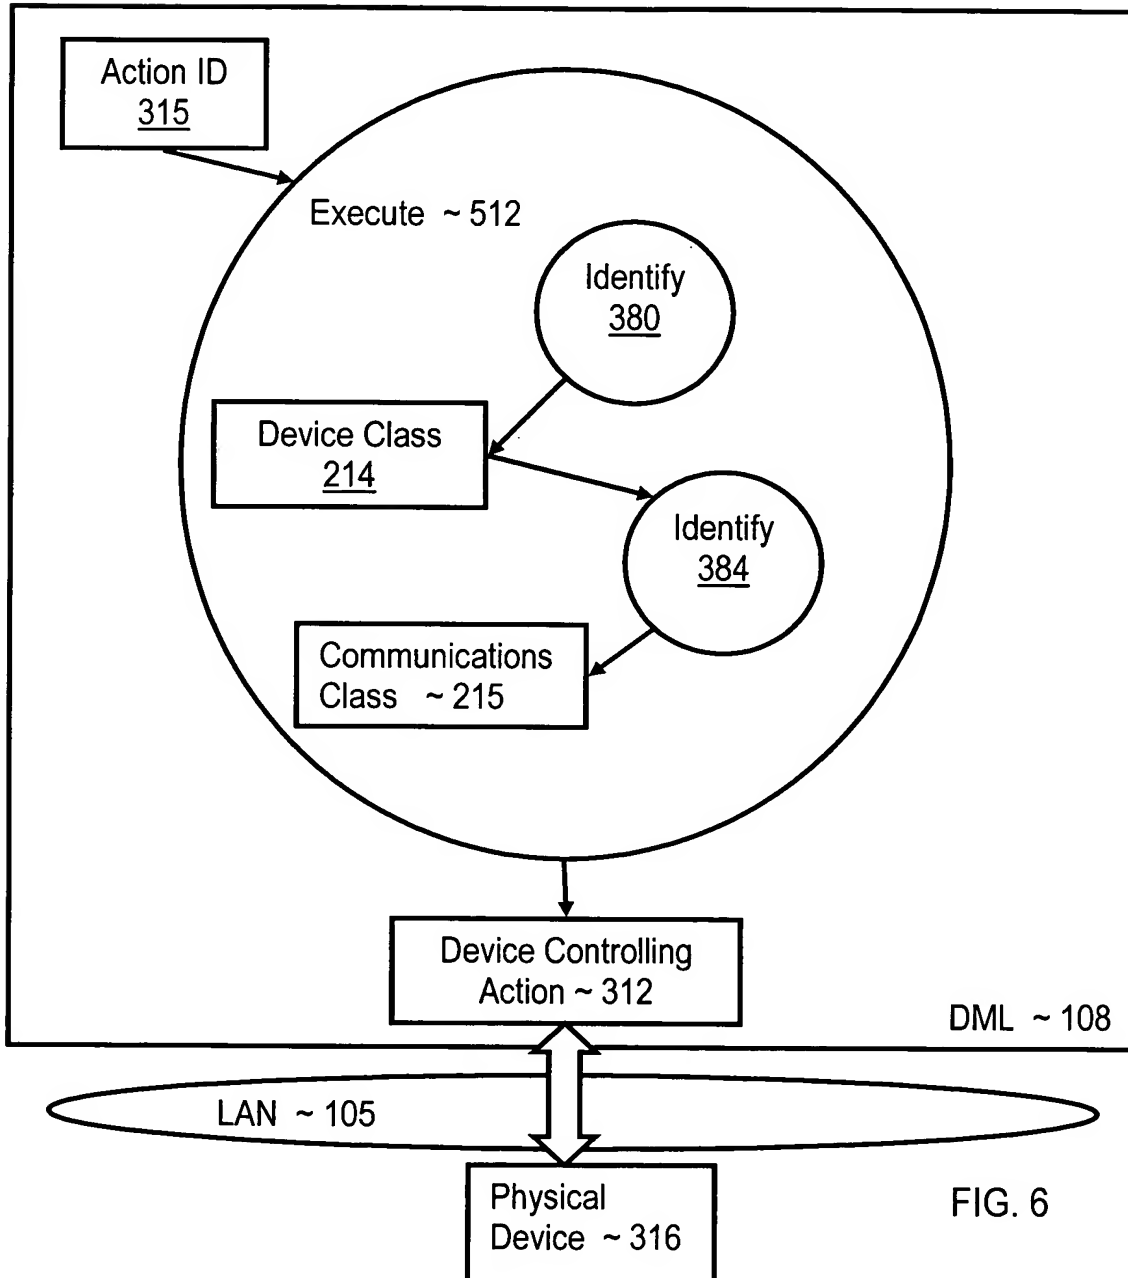 Action ID
315
Execute ~ 512
Identify
380
Device Class
214
Identify
384
Communications
Class ~ 215
Device Controlling
Action ~ 312
DML ~ 108
LAN ~ 105
Physical
Device ~ 316
FIG. 6